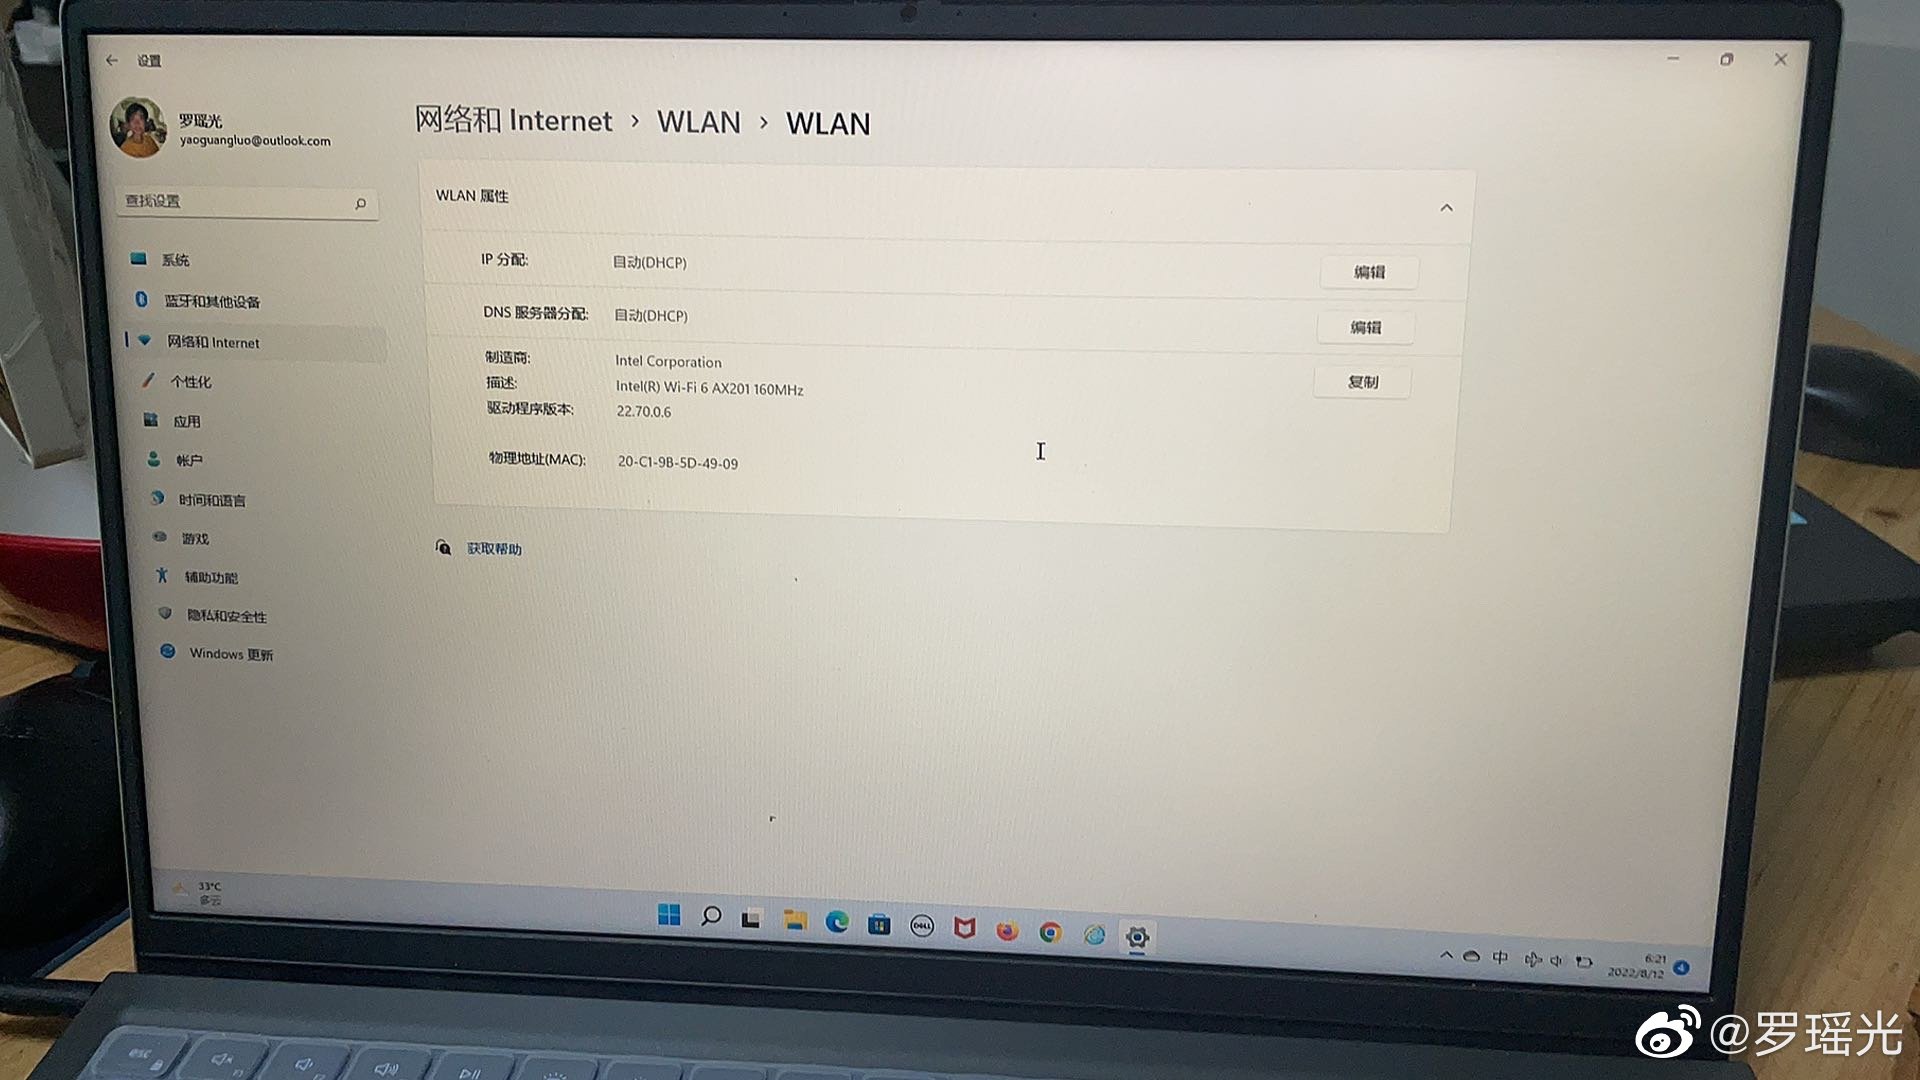 设置
罗瑶光
yaoguangluo@outlook.com
查找设置
系统
蓝牙和其他设备
网络和 Internet
个性化
应用
帐户
时间和语言
游戏
辅助功能
隐私和安全性
Windows 更新
网络和 Internet › WLAN › WLAN
WLAN 属性
IP 分配: 自动(DHCP) 编辑
DNS 服务器分配: 自动(DHCP) 编辑
制造商: Intel Corporation 复制
描述: Intel(R) Wi-Fi 6 AX201 160MHz
驱动程序版本: 22.70.0.6
物理地址(MAC): 20-C1-9B-5D-49-09
获取帮助
33°C
多云
DELL
中
6:21
2022/8/12
4
esc
@罗瑶光